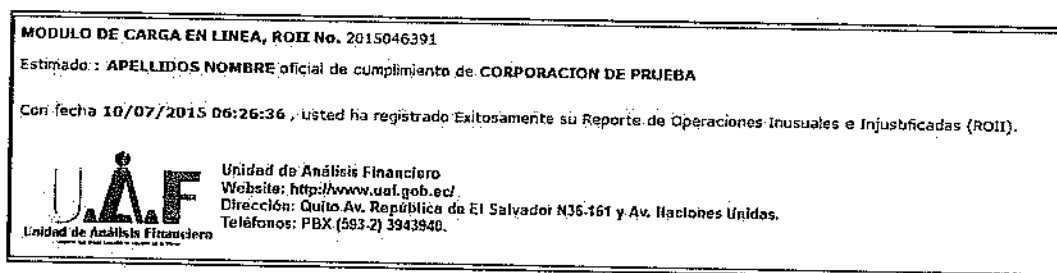 MODULO DE CARGA EN LINEA, ROII No. 2015046391
Estimado : APELLIDOS NOMBRE oficial de cumplimiento de CORPORACION DE PRUEBA
Con fecha 10/07/2015 06:26:36 , usted ha registrado Exitosamente su Reporte de Operaciones Inusuales e Injustificadas (ROII).
U.A.F
Unidad de Análisis Financiero
Unidad de Análisis Financiero
Website: http://www.uaf.gob.ec/
Dirección: Quito Av. República de El Salvador N36-161 y Av. Naciones Unidas.
Teléfonos: PBX (593-2) 3943940.